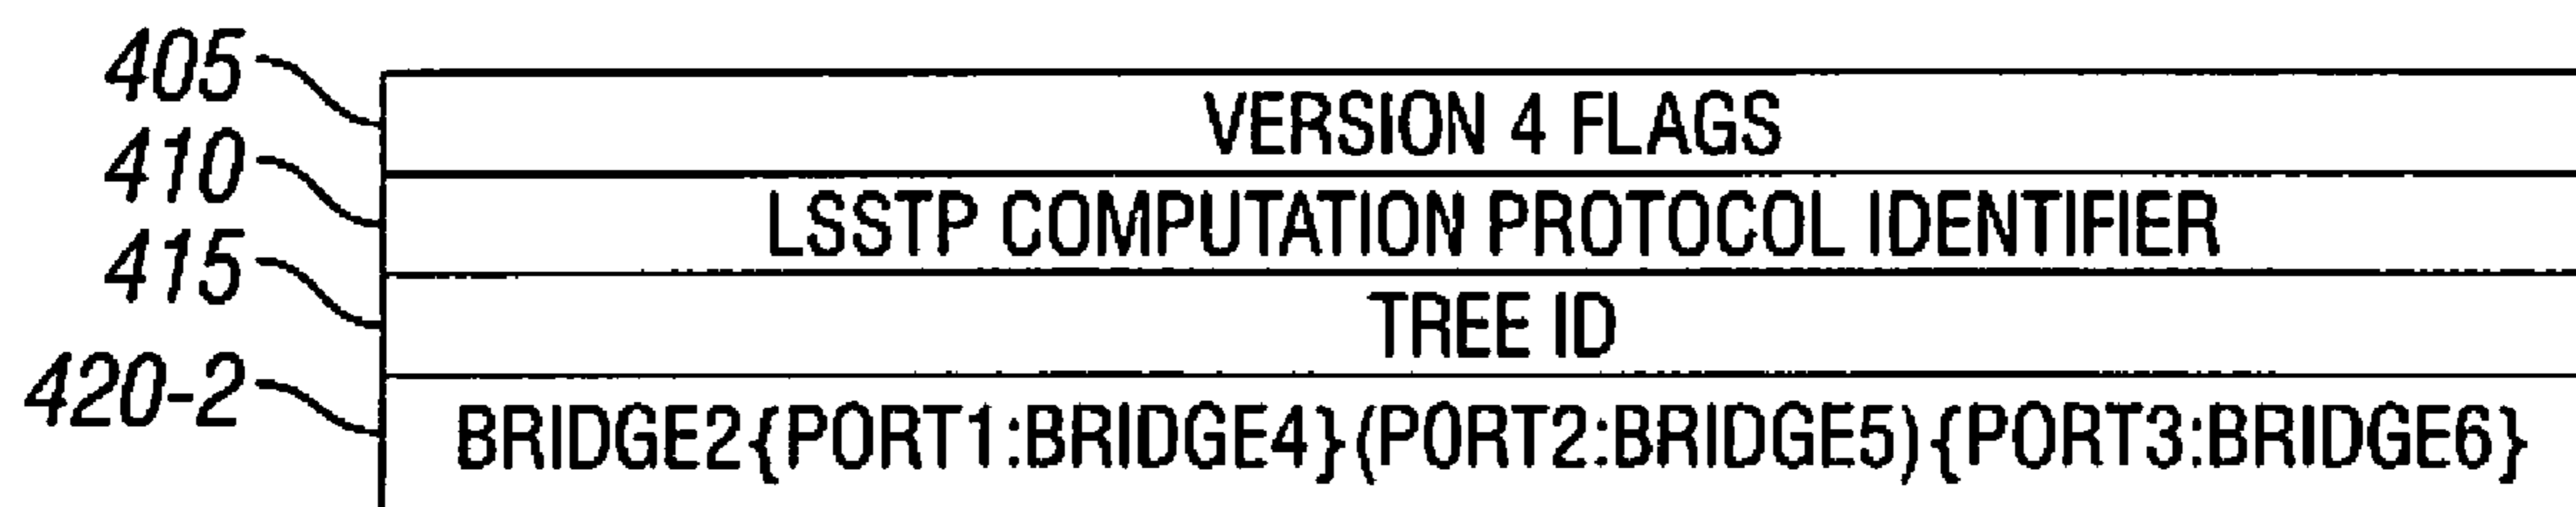 405 VERSION 4 FLAGS
410 LSSTP COMPUTATION PROTOCOL IDENTIFIER
415 TREE ID
420-2 BRIDGE2{PORT1:BRIDGE4}(PORT2:BRIDGE5){PORT3:BRIDGE6}